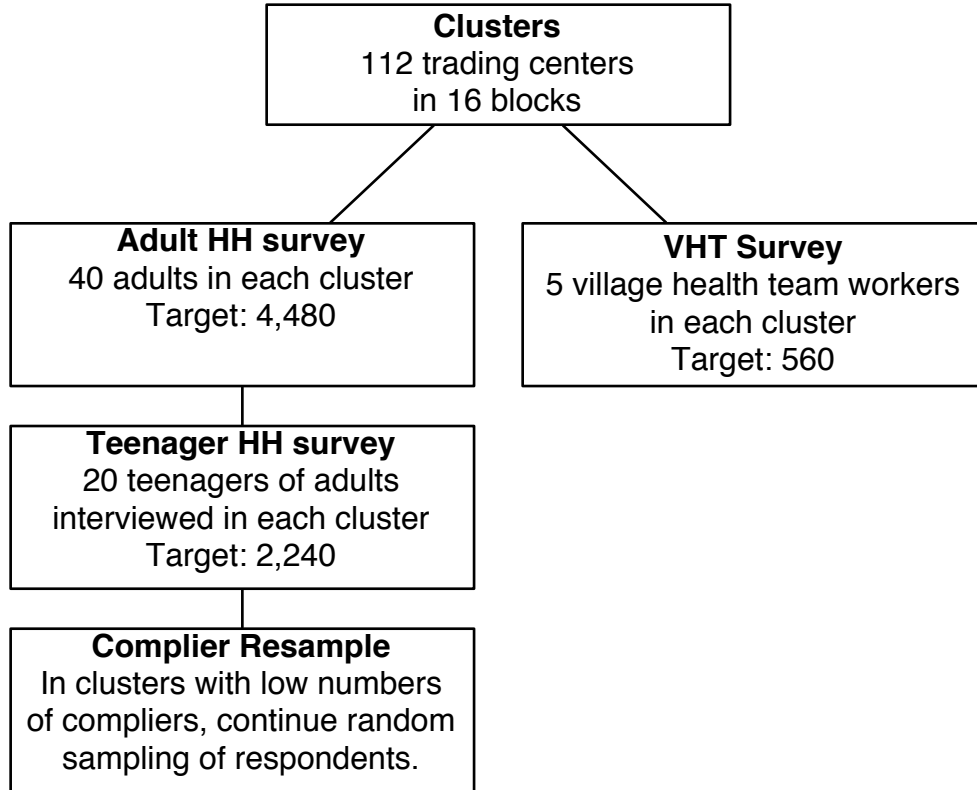 Clusters
112 trading centers
in 16 blocks
Adult HH survey
40 adults in each cluster
Target: 4,480
VHT Survey
5 village health team workers
in each cluster
Target: 560
Teenager HH survey
20 teenagers of adults
interviewed in each cluster
Target: 2,240
Complier Resample
In clusters with low numbers
of compliers, continue random
sampling of respondents.